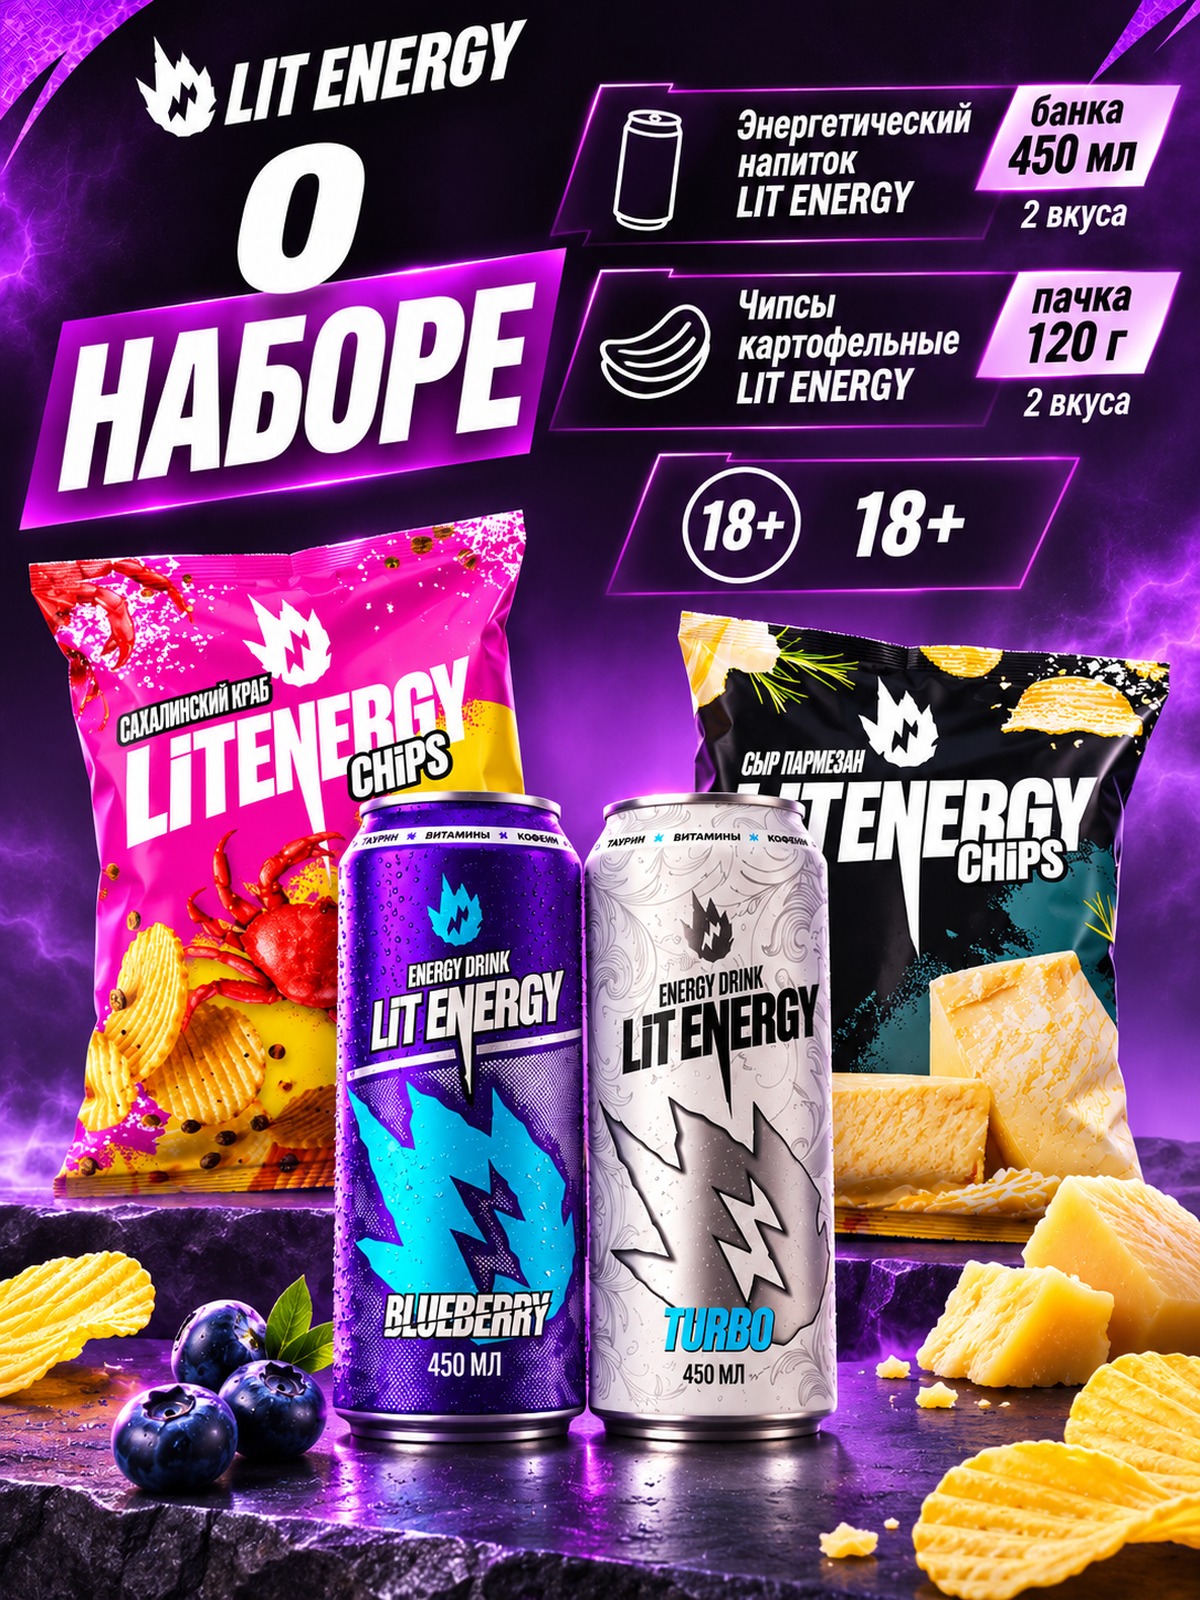 LIT ENERGY
О
НАБОРЕ
Энергетический
напиток
LIT ENERGY
банка
450 мл
2 вкуса
Чипсы
картофельные
LIT ENERGY
пачка
120 г
2 вкуса
18+ 18+
САХАЛИНСКИЙ КРАБ
LiTENERGY
CHiPS
СЫР ПАРМЕЗАН
LITENERGY
CHiPS
ТАУРИН ВИТАМИНЫ КОФЕИН
ENERGY DRINK
LiT ENERGY
BLUEBERRY
450 МЛ
ТАУРИН ВИТАМИНЫ КОФЕИН
ENERGY DRINK
LiT ENERGY
TURBO
450 МЛ